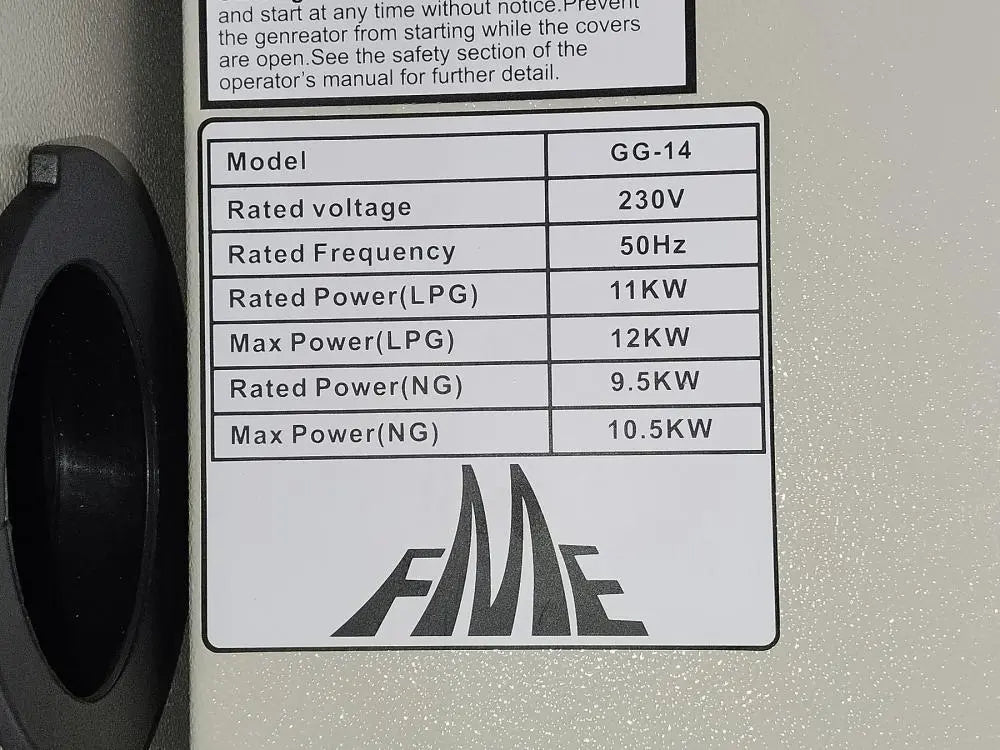 and start at any time without notice.Prevent
the genreator from starting while the covers
are open.See the safety section of the
operator's manual for further detail.
Model GG-14
Rated voltage 230V
Rated Frequency 50Hz
Rated Power(LPG) 11KW
Max Power(LPG) 12KW
Rated Power(NG) 9.5KW
Max Power(NG) 10.5KW
FME